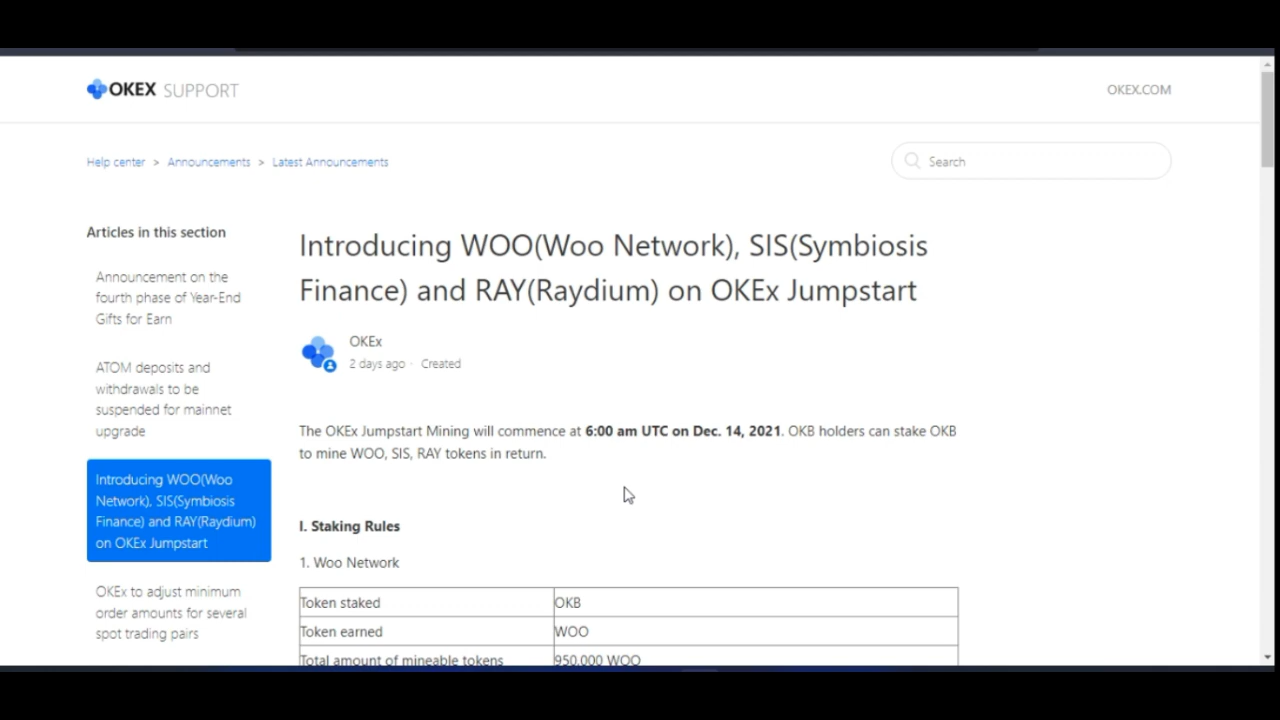 OKEX SUPPORT
OKEX.COM
Help center > Announcements > Latest Announcements
Search
Articles in this section
Announcement on the
fourth phase of Year-End
Gifts for Earn
ATOM deposits and
withdrawals to be
suspended for mainnet
upgrade
Introducing WOO(Woo
Network), SIS(Symbiosis
Finance) and RAY(Raydium)
on OKEx Jumpstart
OKEx to adjust minimum
order amounts for several
spot trading pairs
Introducing WOO(Woo Network), SIS(Symbiosis
Finance) and RAY(Raydium) on OKEx Jumpstart
OKEx
2 days ago · Created
The OKEx Jumpstart Mining will commence at 6:00 am UTC on Dec. 14, 2021. OKB holders can stake OKB
to mine WOO, SIS, RAY tokens in return.
I. Staking Rules
1. Woo Network
Token staked OKB
Token earned WOO
Total amount of mineable tokens 950,000 WOO